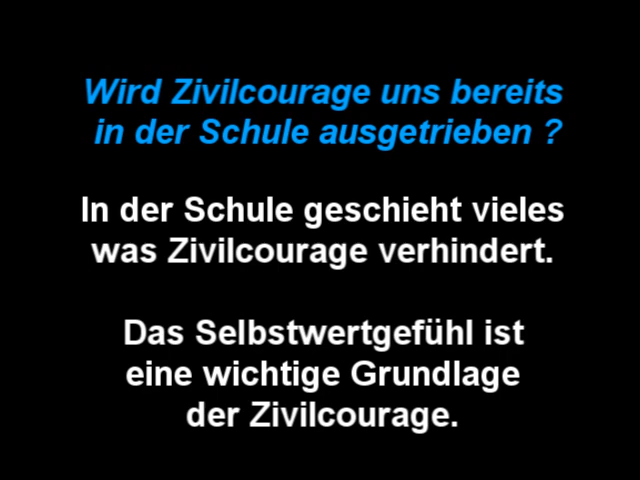 Wird Zivilcourage uns bereits
in der Schule ausgetrieben ?
In der Schule geschieht vieles
was Zivilcourage verhindert.
Das Selbstwertgefühl ist
eine wichtige Grundlage
der Zivilcourage.